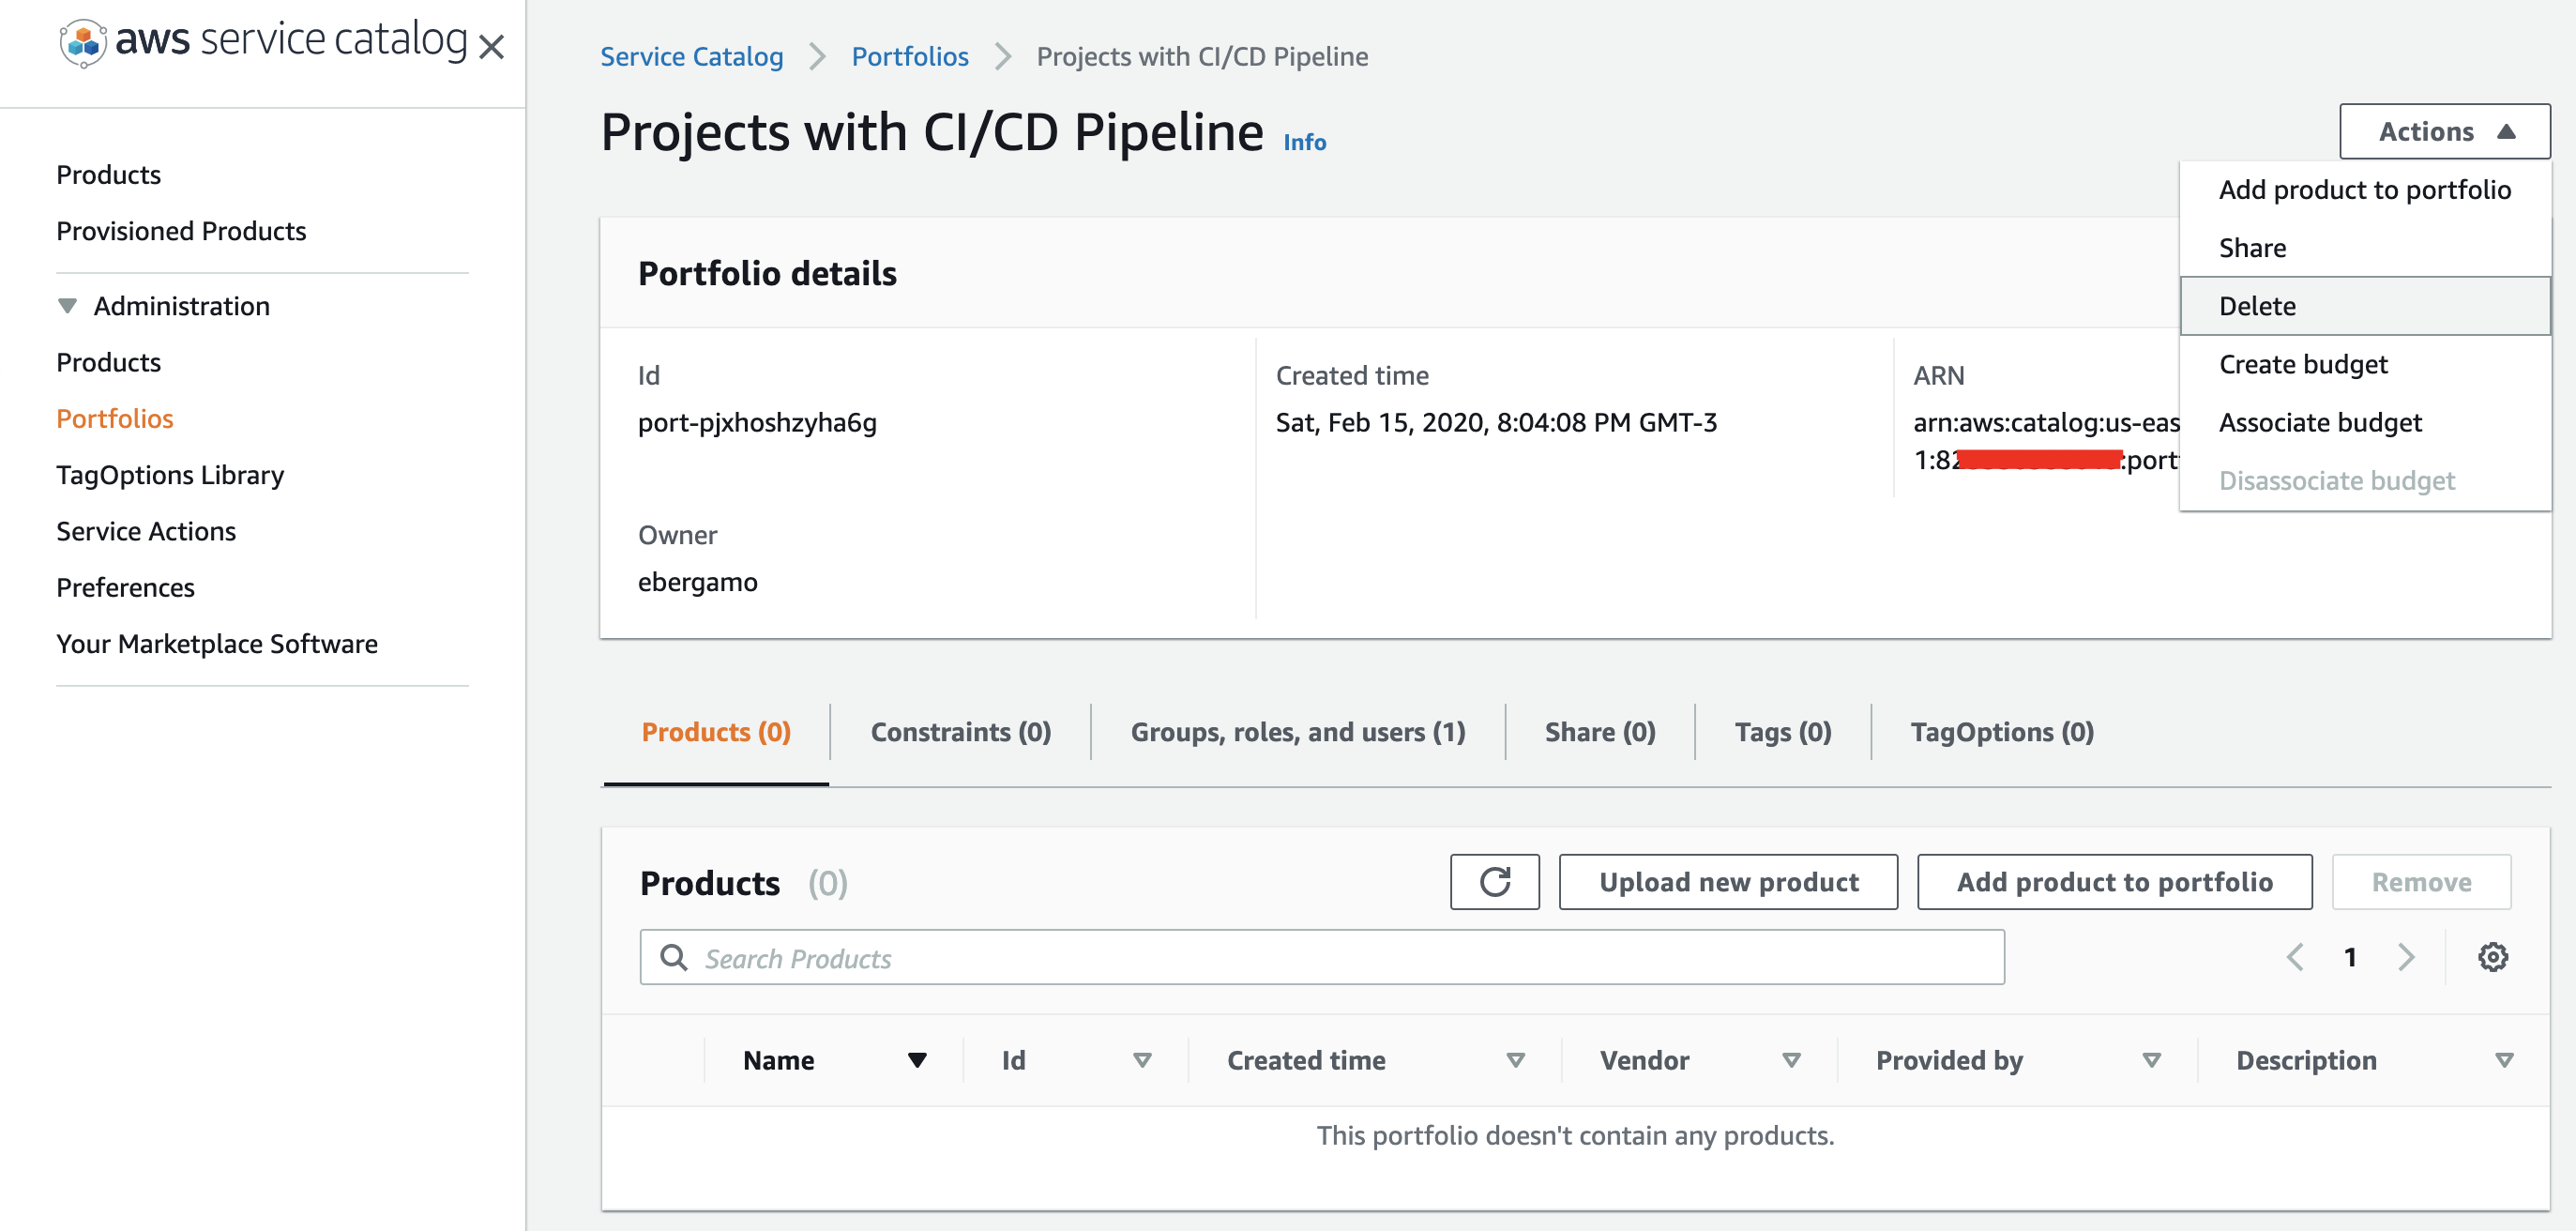 aws service catalog
Products
Provisioned Products
Administration
Products
Portfolios
TagOptions Library
Service Actions
Preferences
Your Marketplace Software
Service Catalog
Portfolios
Projects with CI/CD Pipeline
Projects with CI/CD Pipeline Info
Actions
Add product to portfolio
Share
Delete
Create budget
Associate budget
Disassociate budget
Portfolio details
Id
port-pjxhoshzyha6g
Created time
Sat, Feb 15, 2020, 8:04:08 PM GMT-3
ARN
arn:aws:catalog:us-eas
1:82 :port
Owner
ebergamo
Products (0)
Constraints (0)
Groups, roles, and users (1)
Share (0)
Tags (0)
TagOptions (0)
Products (0)
Upload new product
Add product to portfolio
Remove
Search Products
1
Name
Id
Created time
Vendor
Provided by
Description
This portfolio doesn't contain any products.